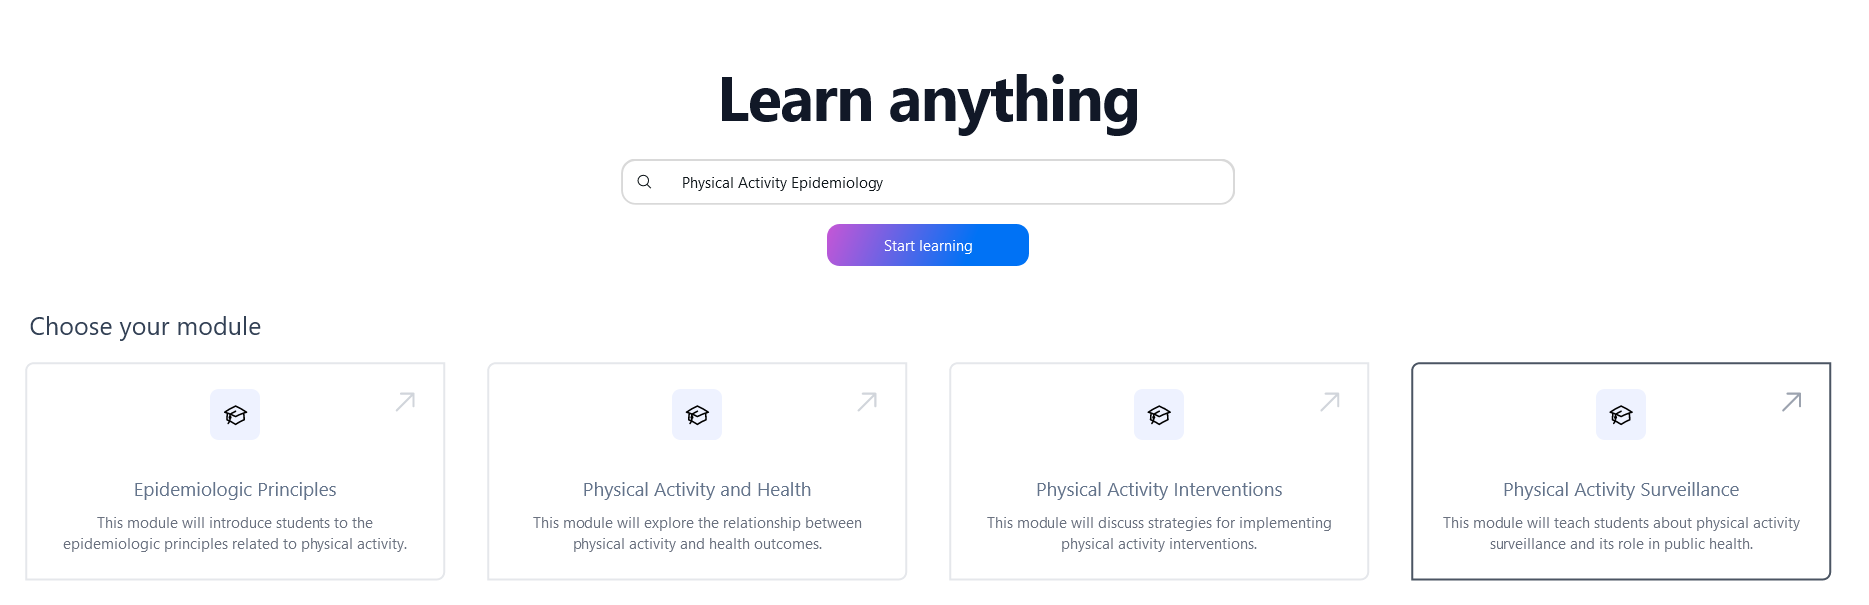 Learn anything
Physical Activity Epidemiology
Start learning
Choose your module
Epidemiologic Principles
This module will introduce students to the
epidemiologic principles related to physical activity.
Physical Activity and Health
This module will explore the relationship between
physical activity and health outcomes.
Physical Activity Interventions
This module will discuss strategies for implementing
physical activity interventions.
Physical Activity Surveillance
This module will teach students about physical activity
surveillance and its role in public health.